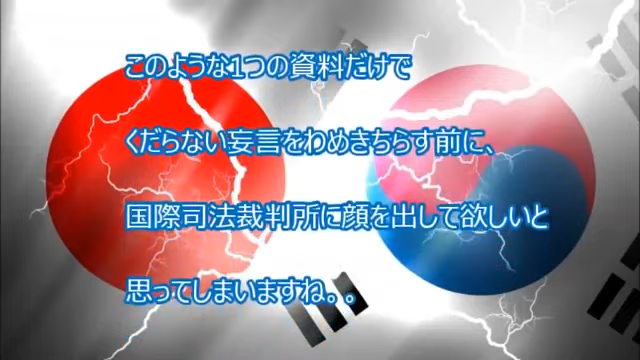 このような1つの資料だけで
くだらない妄言をわめきちらす前に、
国際司法裁判所に顔を出して欲しいと
思ってしまいますね。。